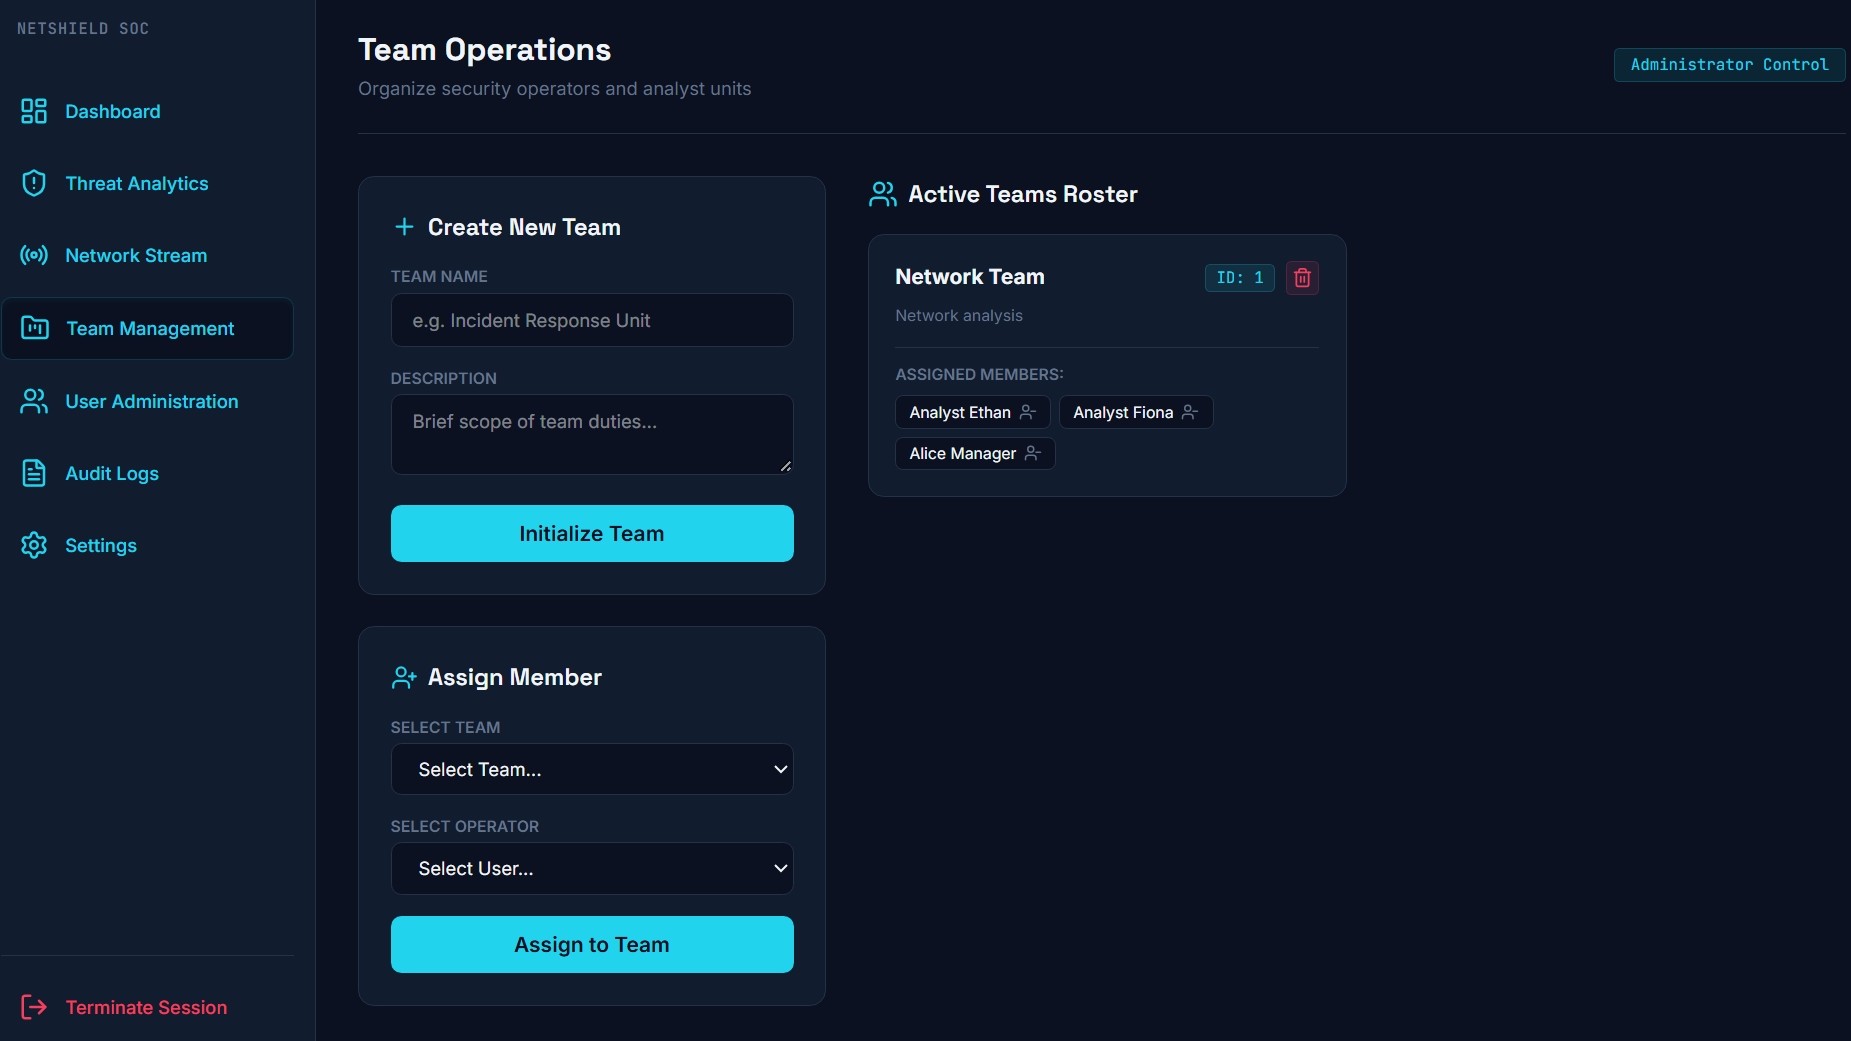 NETSHIELD SOC
Dashboard
Threat Analytics
Network Stream
Team Management
User Administration
Audit Logs
Settings
Terminate Session
Team Operations
Organize security operators and analyst units
Administrator Control
Create New Team
TEAM NAME
e.g. Incident Response Unit
DESCRIPTION
Brief scope of team duties...
Initialize Team
Assign Member
SELECT TEAM
Select Team...
SELECT OPERATOR
Select User...
Assign to Team
Active Teams Roster
Network Team
ID: 1
Network analysis
ASSIGNED MEMBERS:
Analyst Ethan
Analyst Fiona
Alice Manager